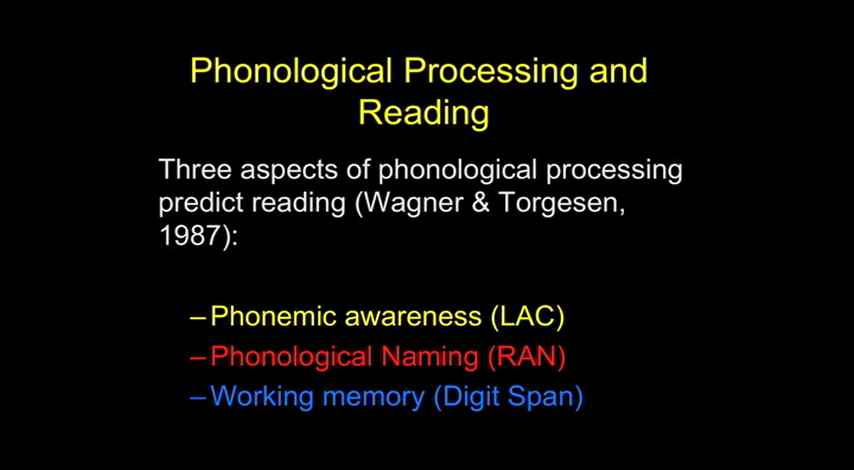 Phonological Processing and
Reading
Three aspects of phonological processing
predict reading (Wagner & Torgesen,
1987):
–Phonemic awareness (LAC)
–Phonological Naming (RAN)
–Working memory (Digit Span)